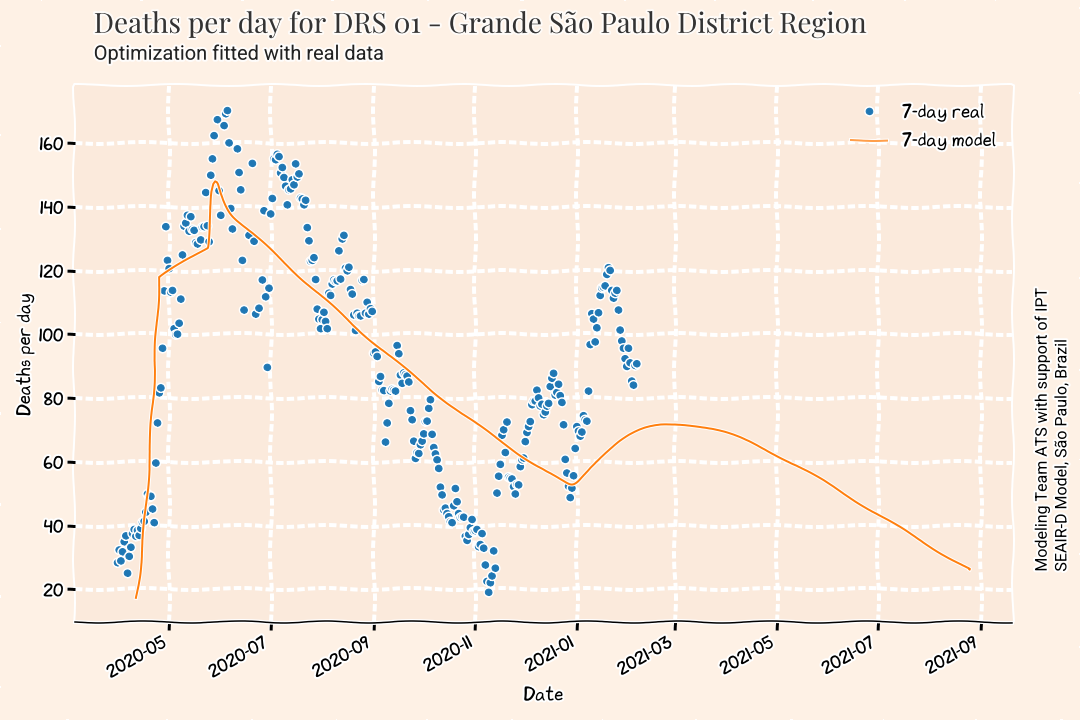 Deaths per day for DRS 01 - Grande São Paulo District Region
Optimization fitted with real data
7-day real
7-day model
160
140
120
100
80
60
40
20
Deaths per day
2020-05
2020-07
2020-09
2020-11
2021-01
2021-03
2021-05
2021-07
2021-09
Date
Modeling Team ATS with support of IPT
SEAIR-D Model, São Paulo, Brazil